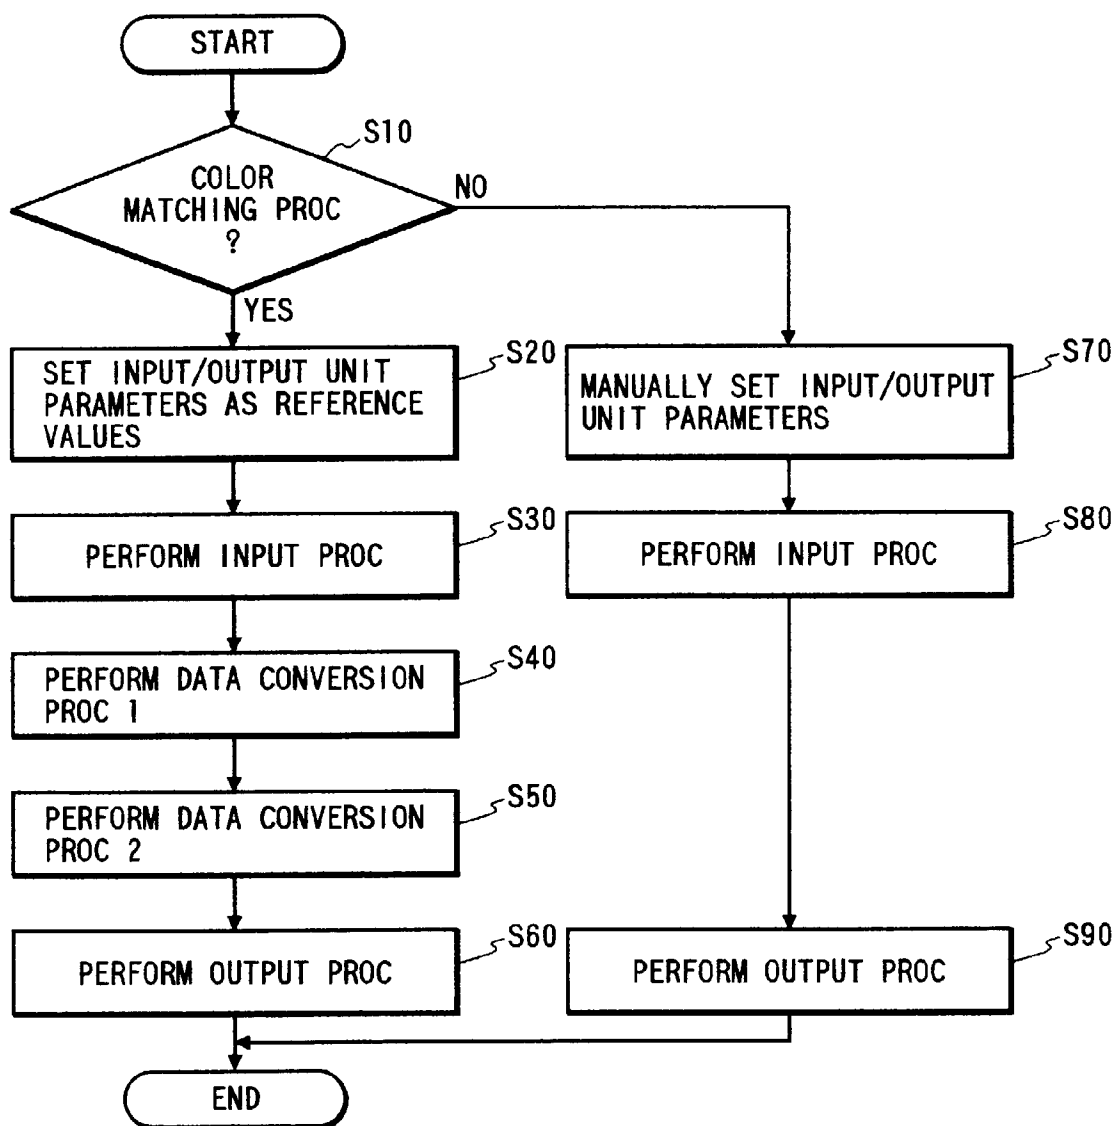 START
S10
COLOR
MATCHING PROC
?
NO
YES
S20
SET INPUT/OUTPUT UNIT
PARAMETERS AS REFERENCE
VALUES
S30
PERFORM INPUT PROC
S40
PERFORM DATA CONVERSION
PROC 1
S50
PERFORM DATA CONVERSION
PROC 2
S60
PERFORM OUTPUT PROC
S70
MANUALLY SET INPUT/OUTPUT
UNIT PARAMETERS
S80
PERFORM INPUT PROC
S90
PERFORM OUTPUT PROC
END